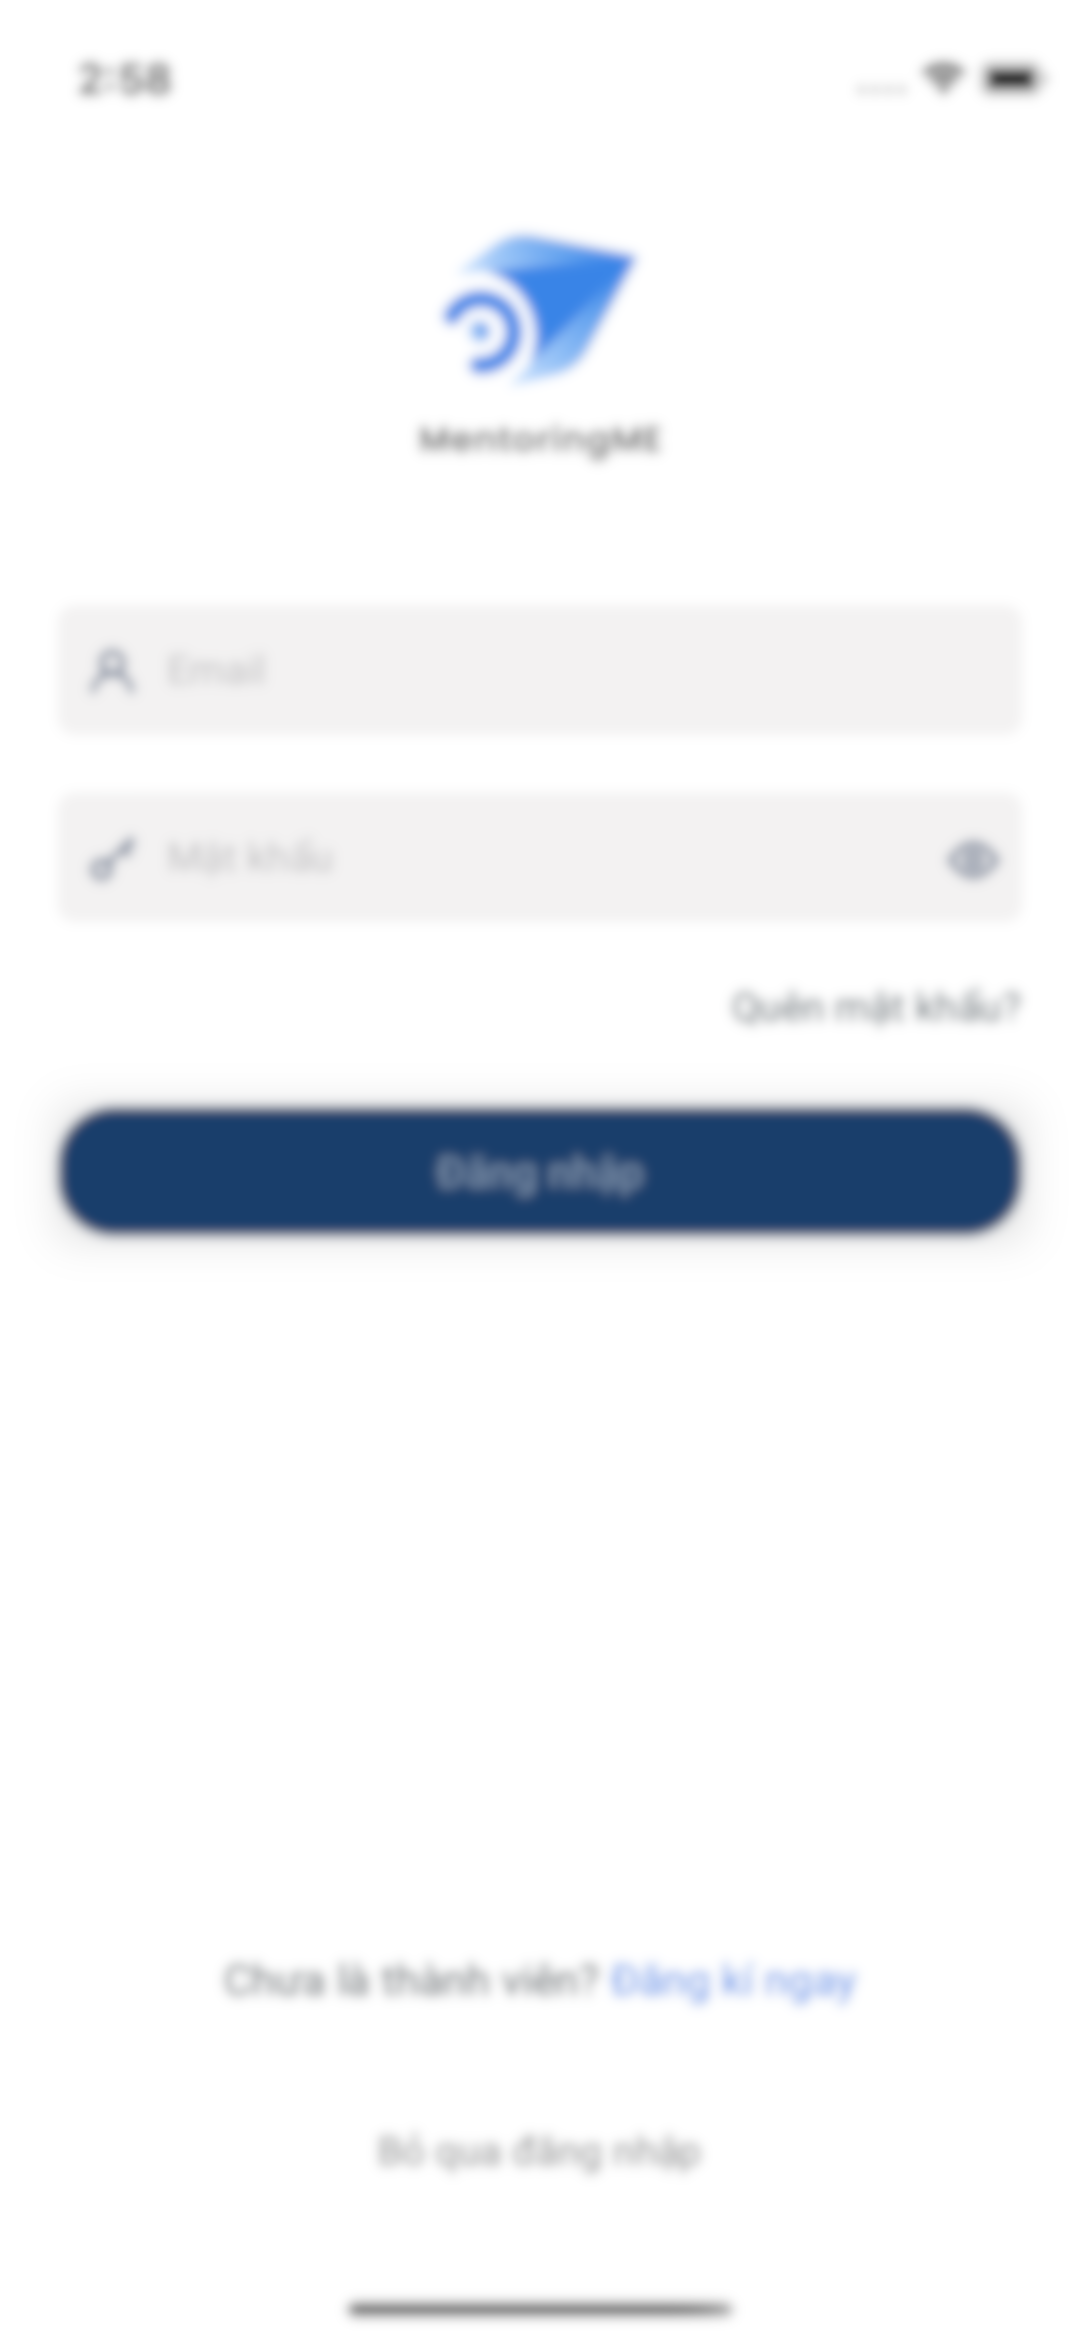 2:58
MentoringME
Email
Mật khẩu
Quên mật khẩu?
Đăng nhập
Chưa là thành viên? Đăng kí ngay
Bỏ qua đăng nhập